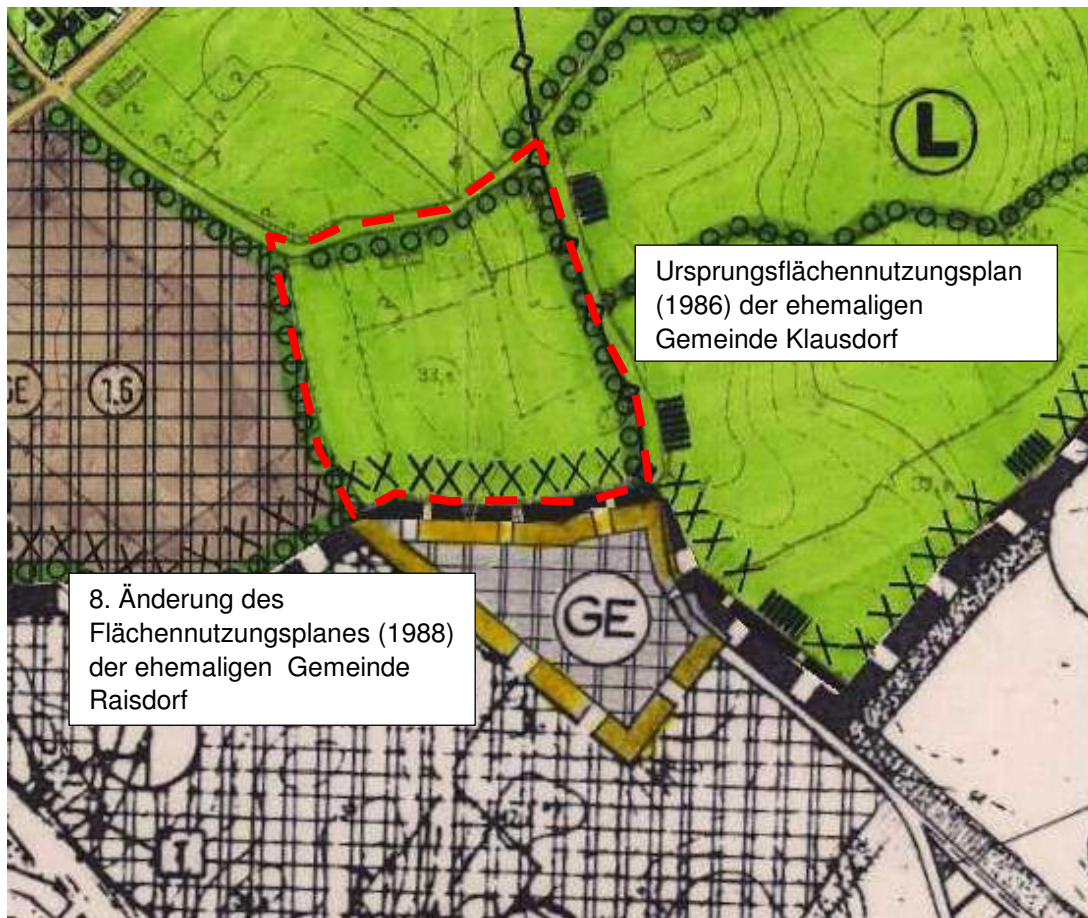 L
Ursprungsflächennutzungsplan
(1986) der ehemaligen
Gemeinde Klausdorf
GE
1.6
GE
8. Änderung des
Flächennutzungsplanes (1988)
der ehemaligen Gemeinde
Raisdorf